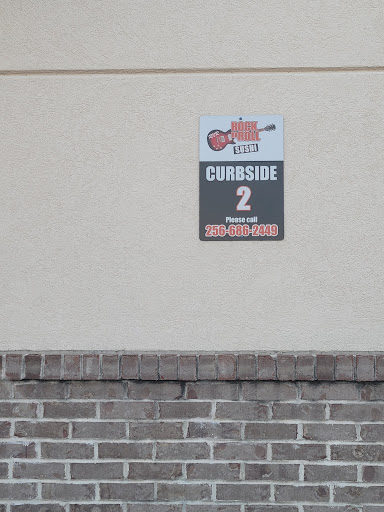 ROCK
N ROLL
SUSHI
CURBSIDE
2
Please call
256-686-2449